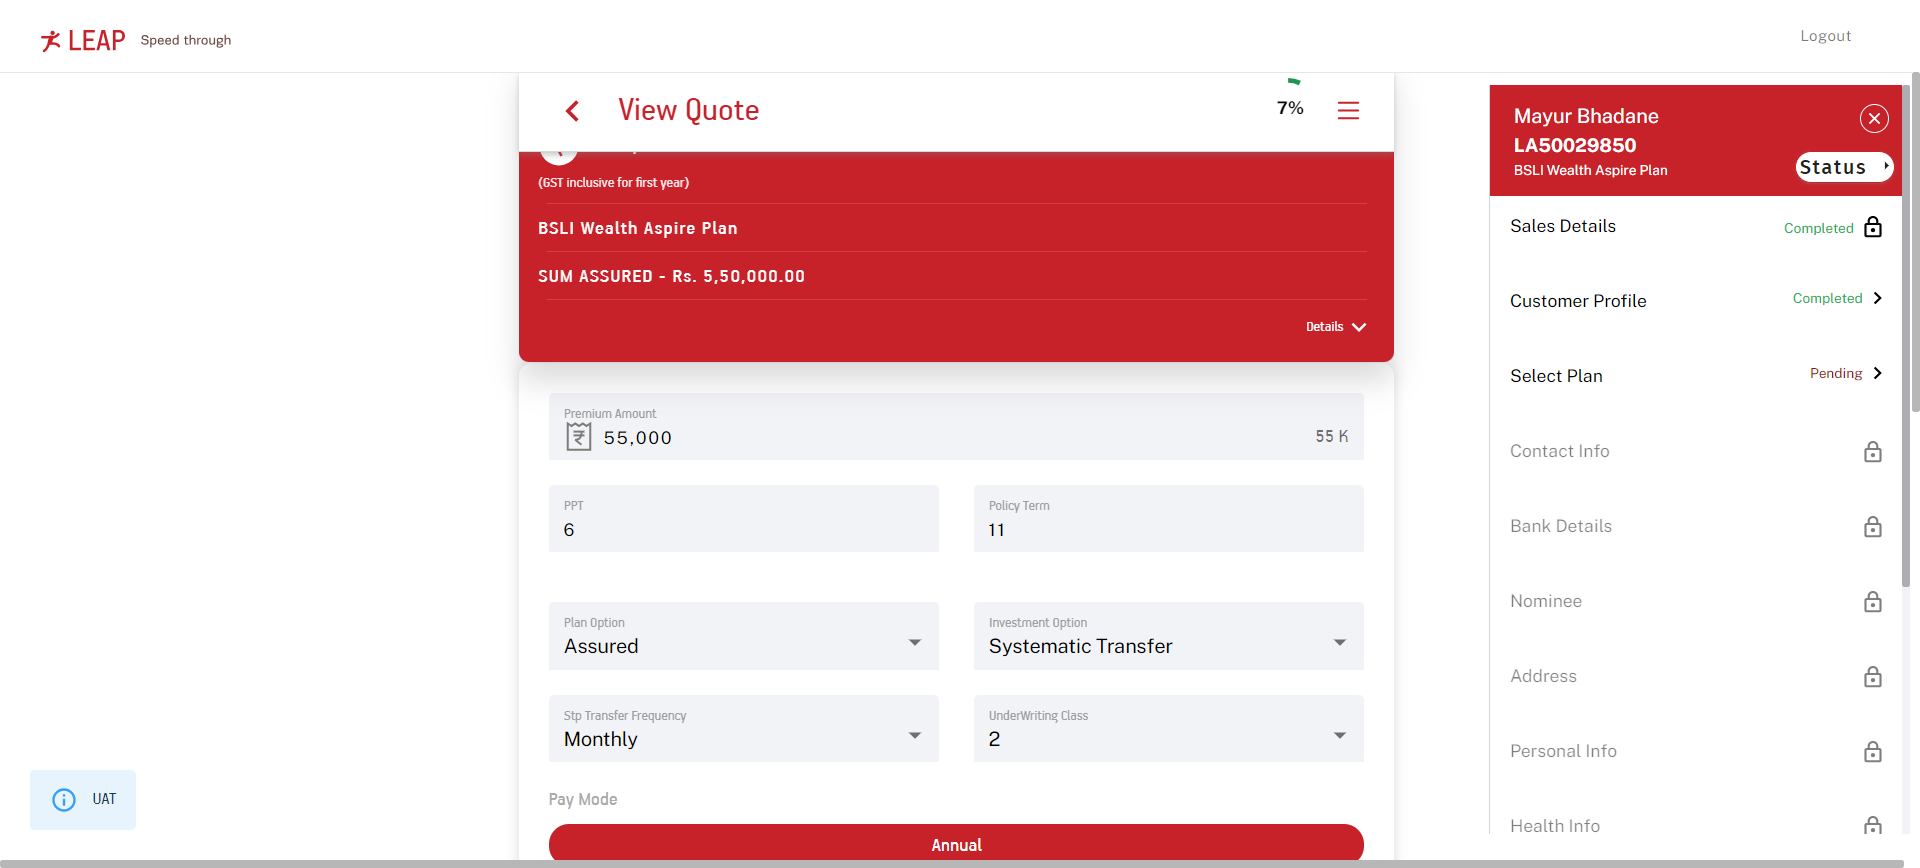 LEAP Speed through
Logout
View Quote
7%
(GST inclusive for first year)
BSLI Wealth Aspire Plan
SUM ASSURED - Rs. 5,50,000.00
Details
Premium Amount
55,000
55 K
PPT
6
Policy Term
11
Plan Option
Assured
Investment Option
Systematic Transfer
Stp Transfer Frequency
Monthly
UnderWriting Class
2
Pay Mode
Annual
Mayur Bhadane
LA50029850
BSLI Wealth Aspire Plan
Status
Sales Details
Completed
Customer Profile
Completed
Select Plan
Pending
Contact Info
Bank Details
Nominee
Address
Personal Info
Health Info
UAT